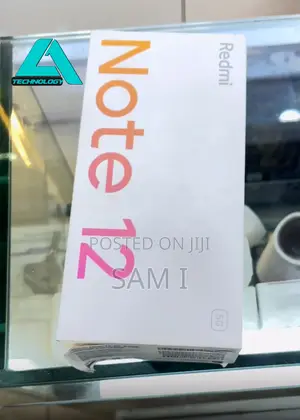 TECHNOLOGY
Redmi
Note 12
POSTED ON JIJI
SAM I
5G